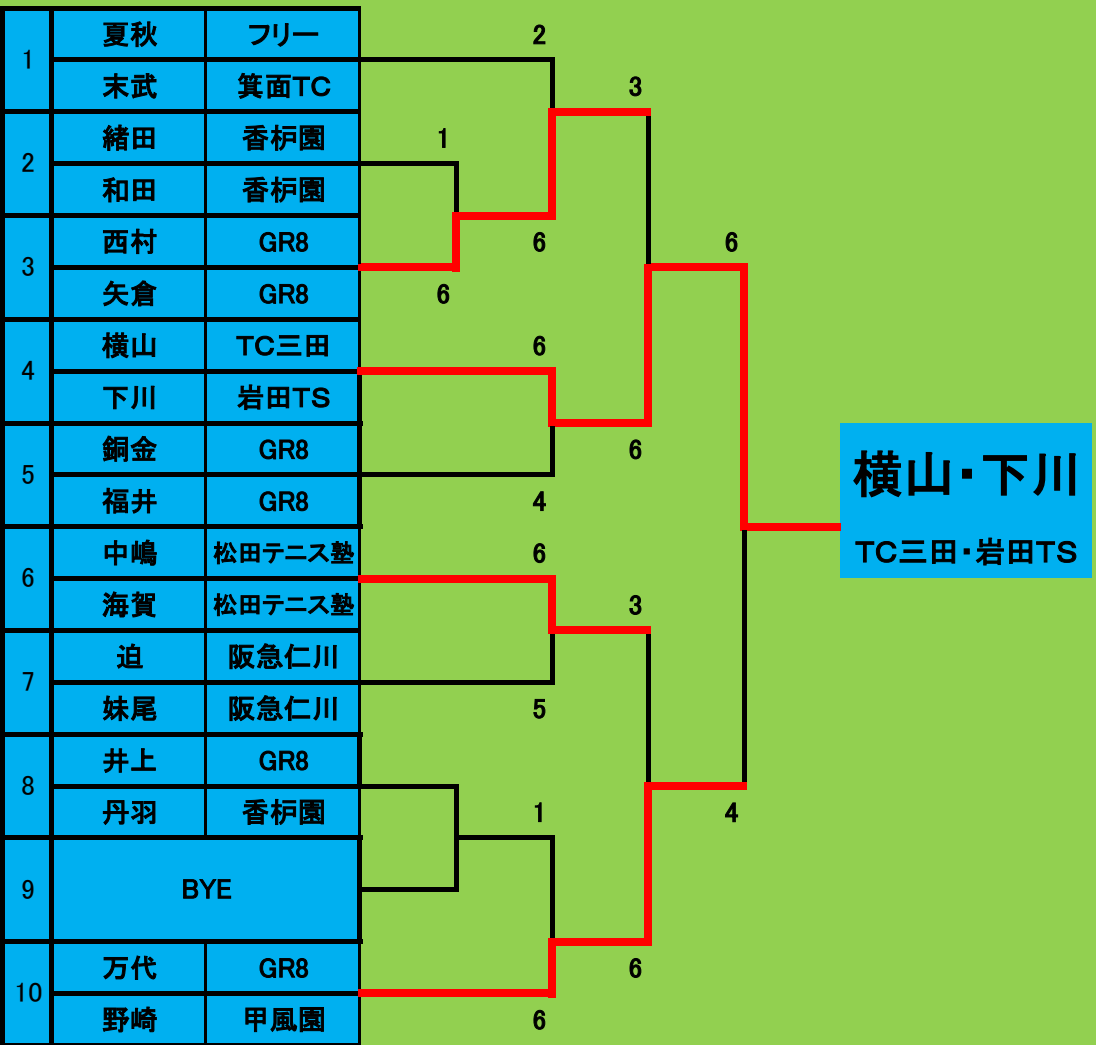 1 夏秋 フリー
末武 箕面TC
2 緒田 香枦園
和田 香枦園
3 西村 GR8
矢倉 GR8
4 横山 TC三田
下川 岩田TS
5 銅金 GR8
福井 GR8
6 中嶋 松田テニス塾
海賀 松田テニス塾
7 迫 阪急仁川
妹尾 阪急仁川
8 井上 GR8
丹羽 香枦園
9 BYE
10 万代 GR8
野崎 甲風園
2
1
6
6
6
4
6
5
1
6
3
6
3
6
6
4
横山・下川
TC三田・岩田TS